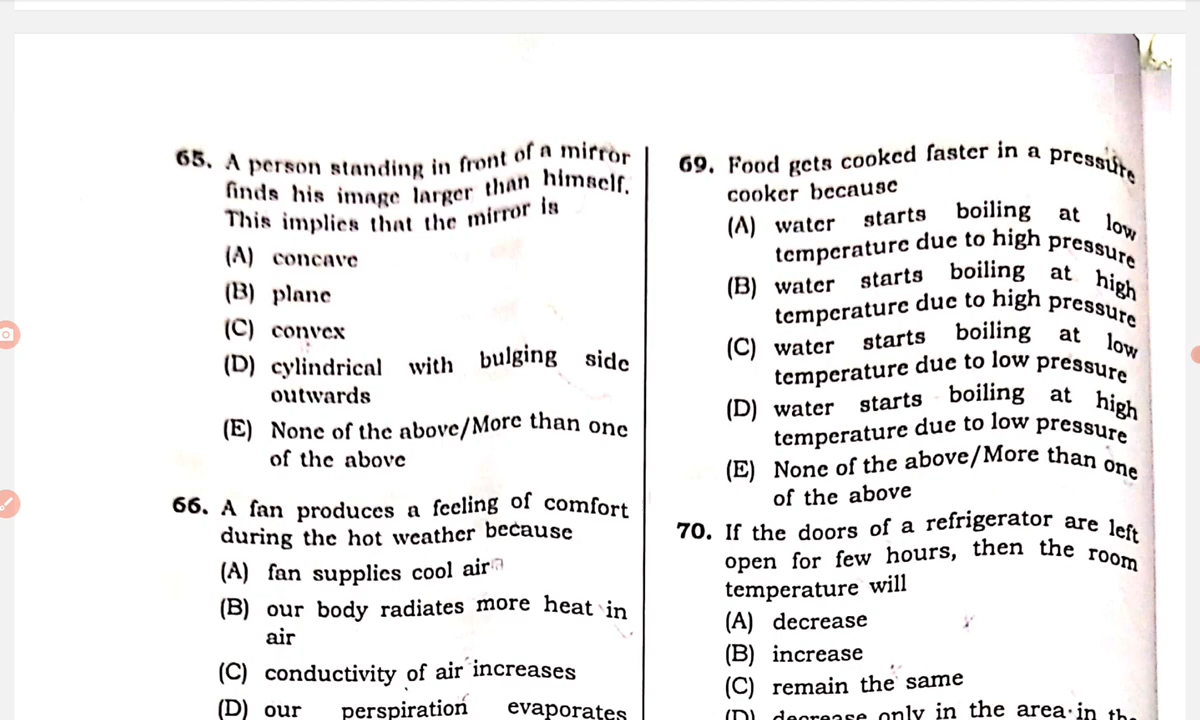 65. A person standing in front of a mirror
finds his image larger than himself.
This implies that the mirror is
(A) concave
(B) plane
(C) convex
(D) cylindrical with bulging side
outwards
(E) None of the above/More than one
of the above
66. A fan produces a feeling of comfort
during the hot weather because
(A) fan supplies cool air
(B) our body radiates more heat in
air
(C) conductivity of air increases
(D) our perspiration evaporates
69. Food gets cooked faster in a pressure
cooker because
(A) water starts boiling at low
temperature due to high pressure
(B) water starts boiling at high
temperature due to high pressure
(C) water starts boiling at low
temperature due to low pressure
(D) water starts boiling at high
temperature due to low pressure
(E) None of the above/More than one
of the above
70. If the doors of a refrigerator are left
open for few hours, then the room
temperature will
(A) decrease
(B) increase
(C) remain the same
(D) decrease only in the area in